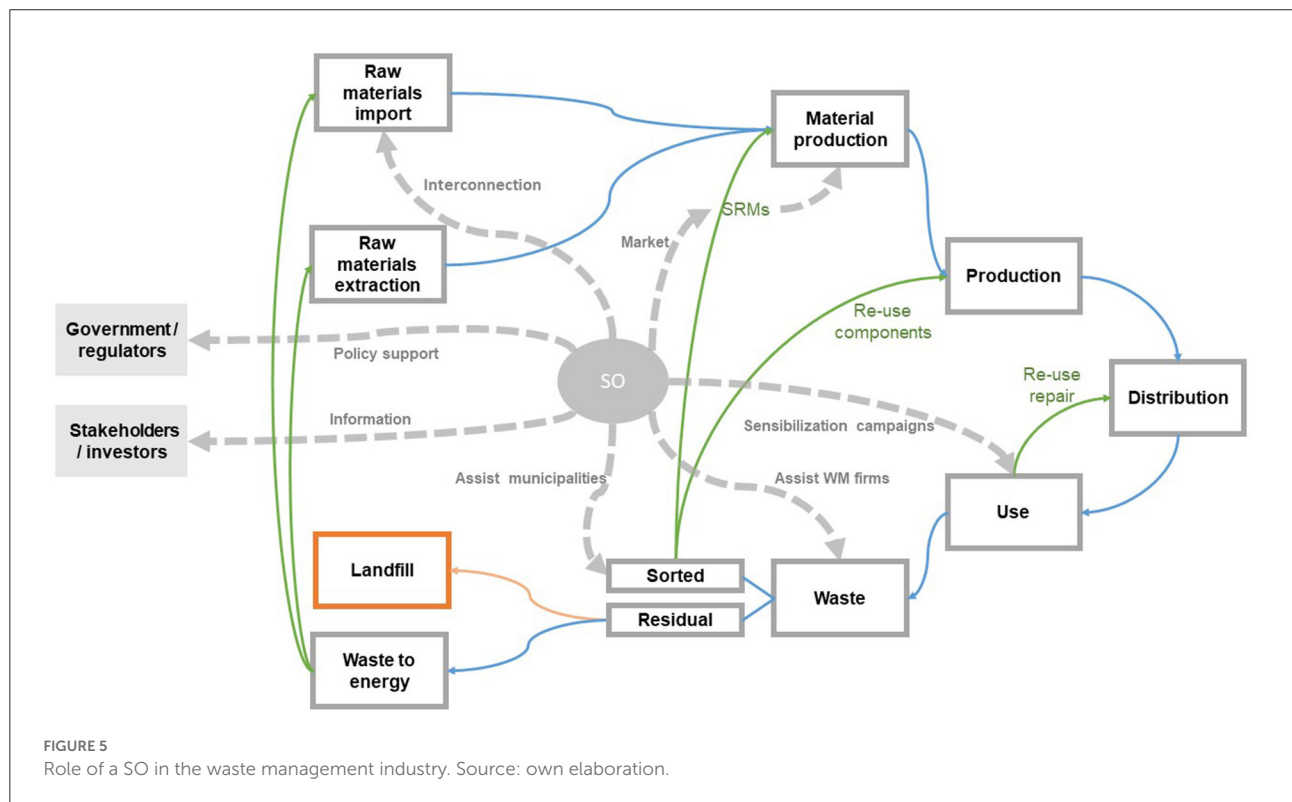 Raw
materials
import
Material
production
Interconnection
SRMs
Market
Raw
materials
extraction
Production
Re-use
components
Government /
regulators
Policy support
SO
Re-use
repair
Distribution
Stakeholders
/ investors
Information
Sensibilization campaigns
Assist municipalities
Assist WM firms
Use
Landfill
Sorted
Waste
Residual
Waste to
energy
FIGURE 5
Role of a SO in the waste management industry. Source: own elaboration.